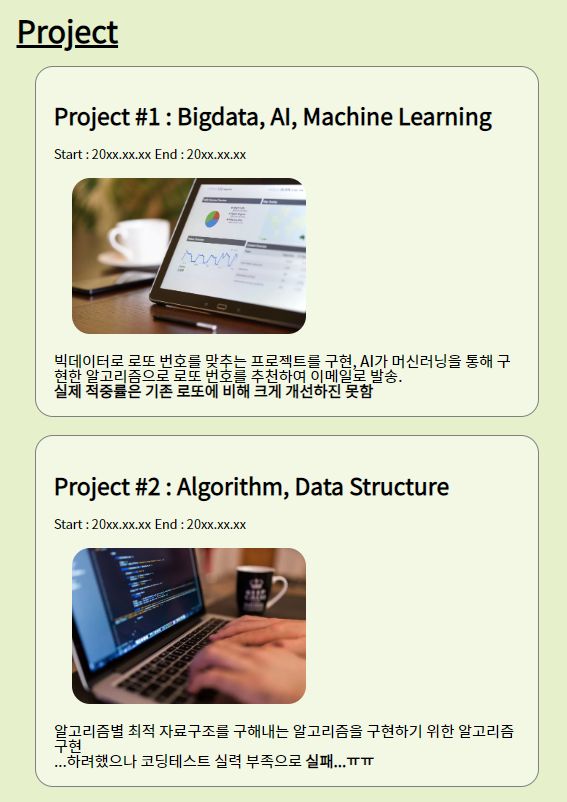 Project
Project #1 : Bigdata, AI, Machine Learning
Start : 20xx.xx.xx End : 20xx.xx.xx
빅데이터로 로또 번호를 맞추는 프로젝트를 구현, AI가 머신러닝을 통해 구
현한 알고리즘으로 로또 번호를 추천하여 이메일로 발송.
실제 적중률은 기존 로또에 비해 크게 개선하진 못함
Project #2 : Algorithm, Data Structure
Start : 20xx.xx.xx End : 20xx.xx.xx
알고리즘별 최적 자료구조를 구해내는 알고리즘을 구현하기 위한 알고리즘
구현
...하려했으나 코딩테스트 실력 부족으로 실패...ㅠㅠ